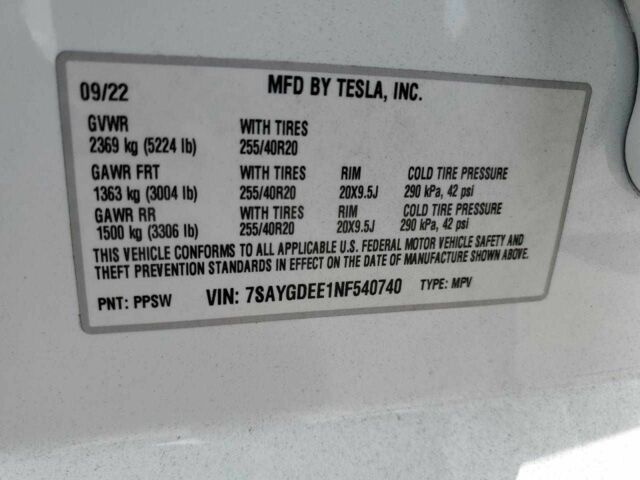 09/22 MFD BY TESLA, INC.
GVWR WITH TIRES
2369 kg (5224 lb) 255/40R20
GAWR FRT WITH TIRES RIM COLD TIRE PRESSURE
1363 kg (3004 lb) 255/40R20 20X9.5J 290 kPa, 42 psi
GAWR RR WITH TIRES RIM COLD TIRE PRESSURE
1500 kg (3306 lb) 255/40R20 20X9.5J 290 kPa, 42 psi
THIS VEHICLE CONFORMS TO ALL APPLICABLE U.S. FEDERAL MOTOR VEHICLE SAFETY AND
THEFT PREVENTION STANDARDS IN EFFECT ON THE DATE OF MANUFACTURE SHOWN ABOVE.
PNT: PPSW VIN: 7SAYGDEE1NF540740 TYPE: MPV